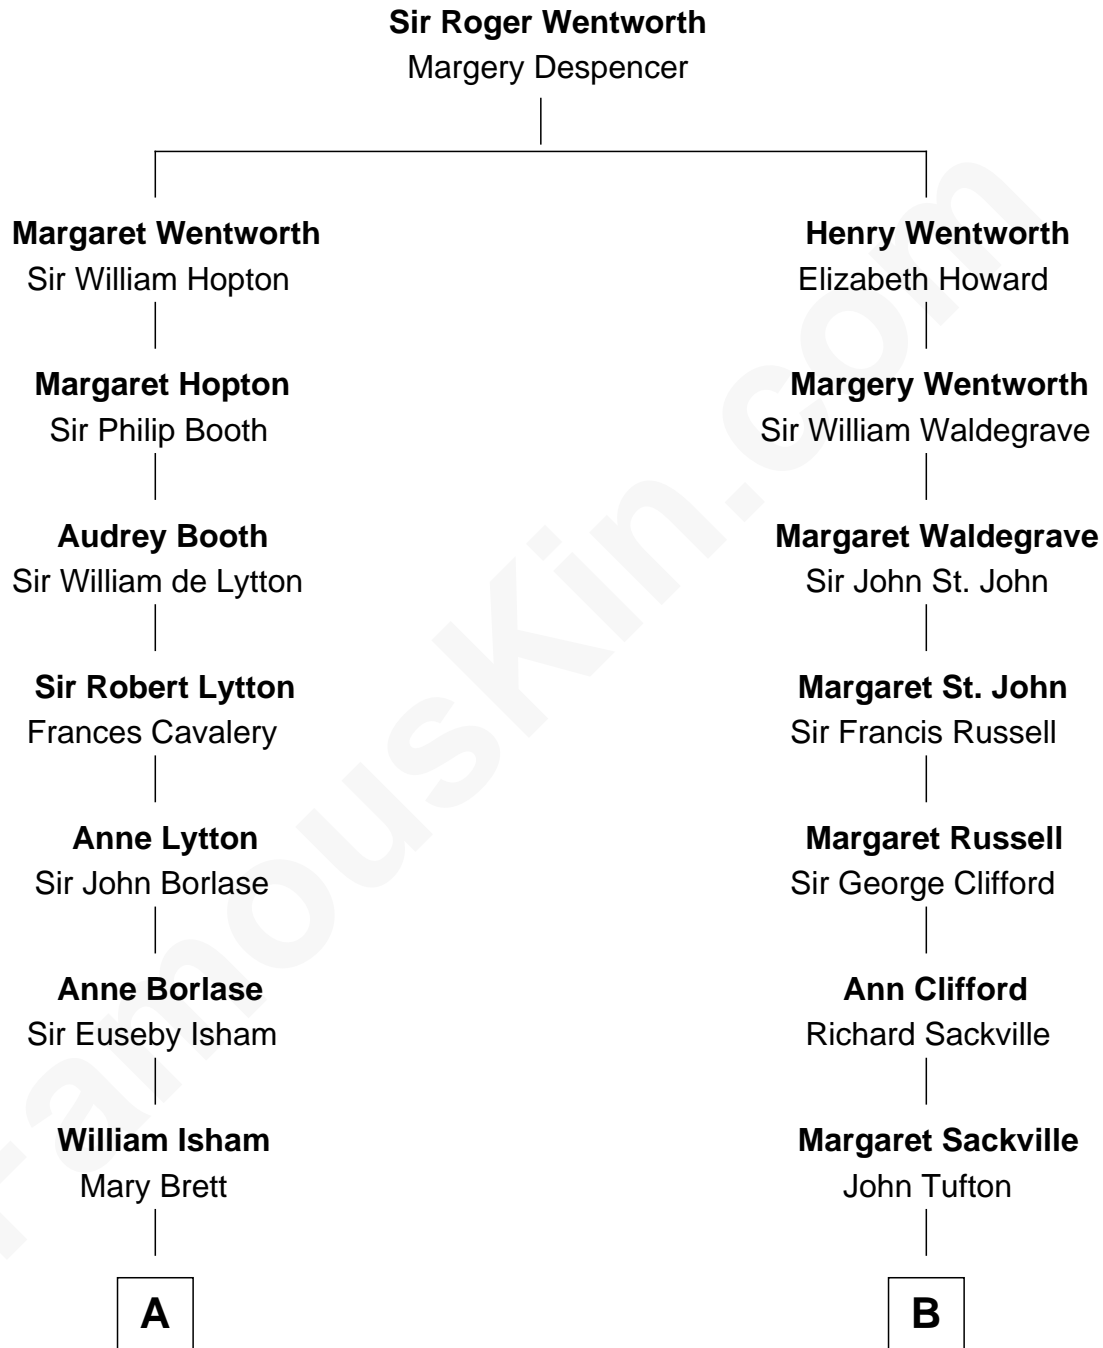 Sir Roger Wentworth
Margery Despencer
Margaret Wentworth
Sir William Hopton
Henry Wentworth
Elizabeth Howard
Margaret Hopton
Sir Philip Booth
Margery Wentworth
Sir William Waldegrave
Audrey Booth
Sir William de Lytton
Margaret Waldegrave
Sir John St. John
Sir Robert Lytton
Frances Cavalery
Margaret St. John
Sir Francis Russell
Anne Lytton
Sir John Borlase
Margaret Russell
Sir George Clifford
Anne Borlase
Sir Euseby Isham
Ann Clifford
Richard Sackville
William Isham
Mary Brett
Margaret Sackville
John Tufton
A
B
FamousKin.com